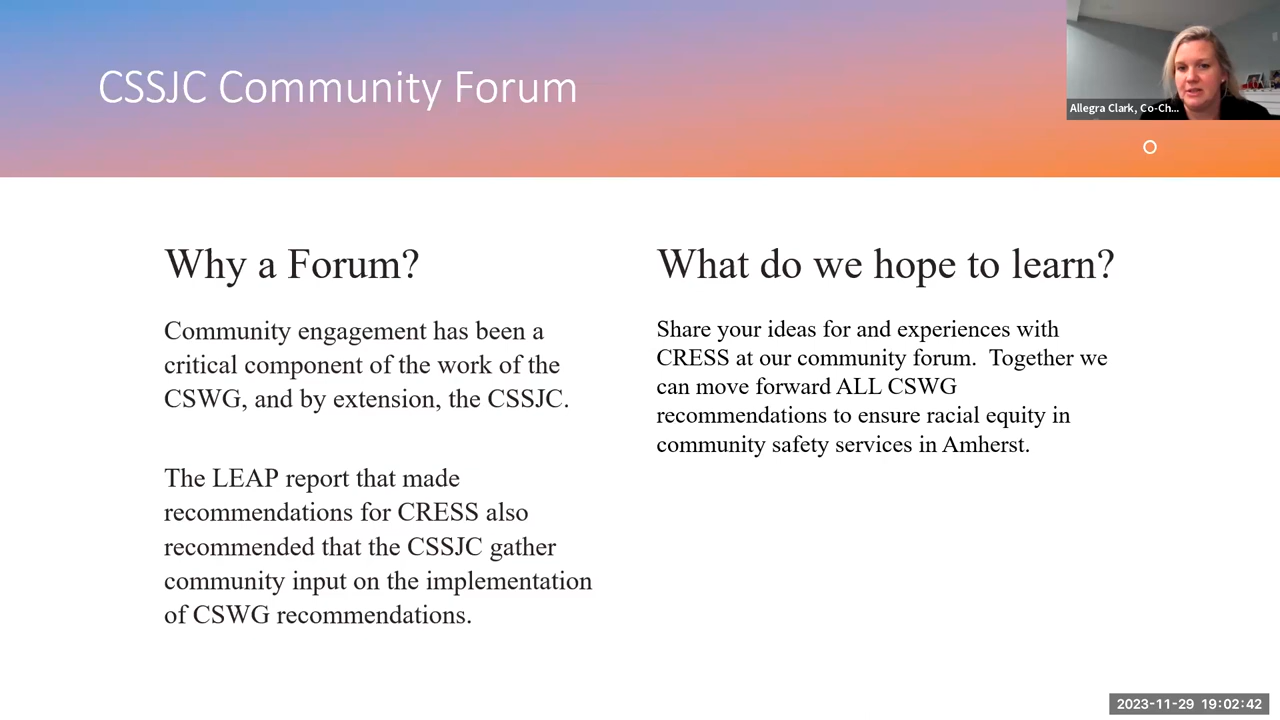 CSSJC Community Forum
Allegra Clark, Co-Ch...
Why a Forum?
Community engagement has been a
critical component of the work of the
CSWG, and by extension, the CSSJC.
The LEAP report that made
recommendations for CRESS also
recommended that the CSSJC gather
community input on the implementation
of CSWG recommendations.
What do we hope to learn?
Share your ideas for and experiences with
CRESS at our community forum.  Together we
can move forward ALL CSWG
recommendations to ensure racial equity in
community safety services in Amherst.
2023-11-29 19:02:42